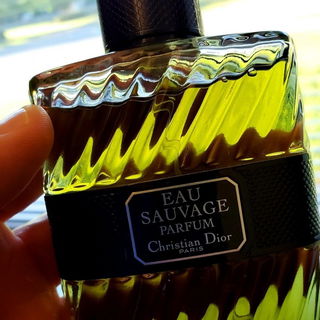 EAU
SAUVAGE
PARFUM
Christian Dior
PARIS